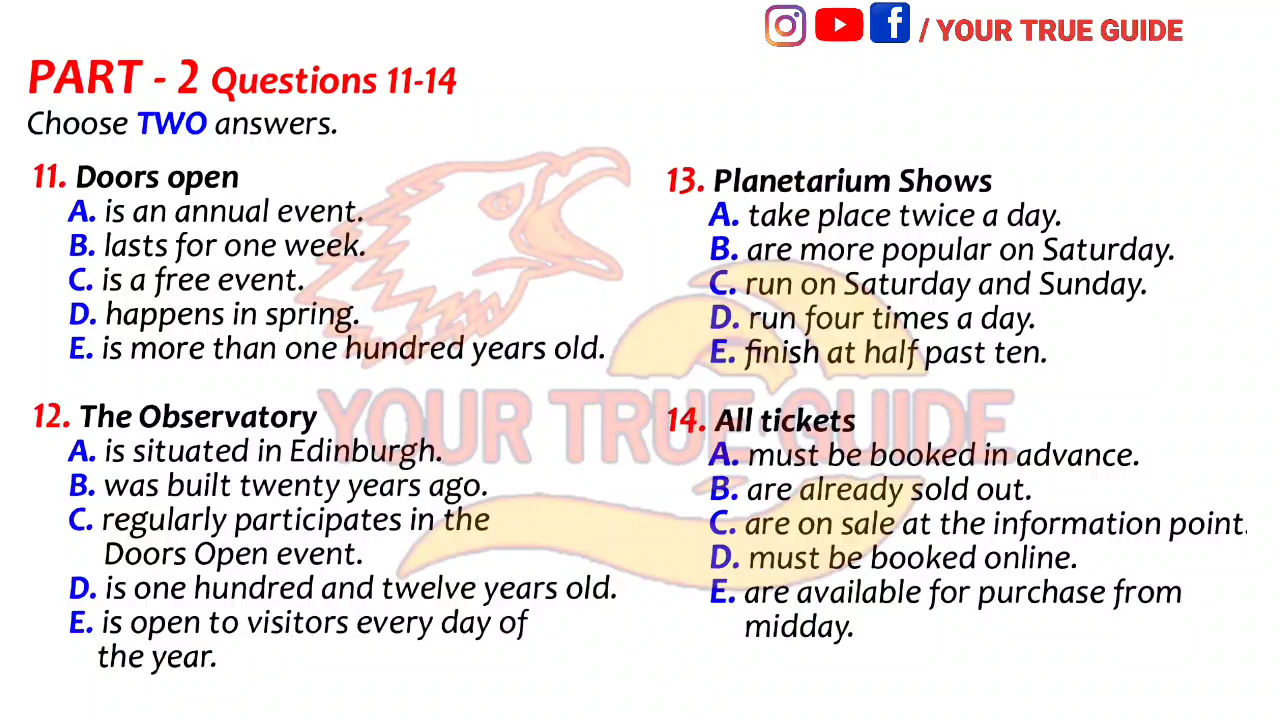 / YOUR TRUE GUIDE
PART - 2 Questions 11-14
Choose TWO answers.
11. Doors open
A. is an annual event.
B. lasts for one week.
C. is a free event.
D. happens in spring.
E. is more than one hundred years old.
12. The Observatory
A. is situated in Edinburgh.
B. was built twenty years ago.
C. regularly participates in the
Doors Open event.
D. is one hundred and twelve years old.
E. is open to visitors every day of
the year.
13. Planetarium Shows
A. take place twice a day.
B. are more popular on Saturday.
C. run on Saturday and Sunday.
D. run four times a day.
E. finish at half past ten.
14. All tickets
A. must be booked in advance.
B. are already sold out.
C. are on sale at the information point.
D. must be booked online.
E. are available for purchase from
midday.
YOUR TRUE GUIDE